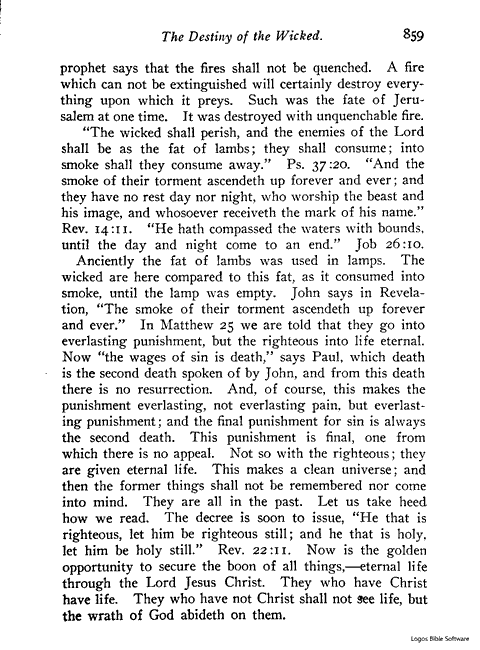 The Destiny of the Wicked. 859
prophet says that the fires shall not be quenched. A fire
which can not be extinguished will certainly destroy every-
thing upon which it preys. Such was the fate of Jeru-
salem at one time. It was destroyed with unquenchable fire.
"The wicked shall perish, and the enemies of the Lord
shall be as the fat of lambs; they shall consume; into
smoke shall they consume away." Ps. 37:20. "And the
smoke of their torment ascendeth up forever and ever; and
they have no rest day nor night, who worship the beast and
his image, and whosoever receiveth the mark of his name."
Rev. 14:11. "He hath compassed the waters with bounds,
until the day and night come to an end." Job 26:10.
Anciently the fat of lambs was used in lamps. The
wicked are here compared to this fat, as it consumed into
smoke, until the lamp was empty. John says in Revela-
tion, "The smoke of their torment ascendeth up forever
and ever." In Matthew 25 we are told that they go into
everlasting punishment, but the righteous into life eternal.
Now "the wages of sin is death," says Paul, which death
is the second death spoken of by John, and from this death
there is no resurrection. And, of course, this makes the
punishment everlasting, not everlasting pain, but everlast-
ing punishment; and the final punishment for sin is always
the second death. This punishment is final, one from
which there is no appeal. Not so with the righteous; they
are given eternal life. This makes a clean universe; and
then the former things shall not be remembered nor come
into mind. They are all in the past. Let us take heed
how we read. The decree is soon to issue, "He that is
righteous, let him be righteous still; and he that is holy,
let him be holy still." Rev. 22:11. Now is the golden
opportunity to secure the boon of all things,—eternal life
through the Lord Jesus Christ. They who have Christ
have life. They who have not Christ shall not see life, but
the wrath of God abideth on them.
Logos Bible Software